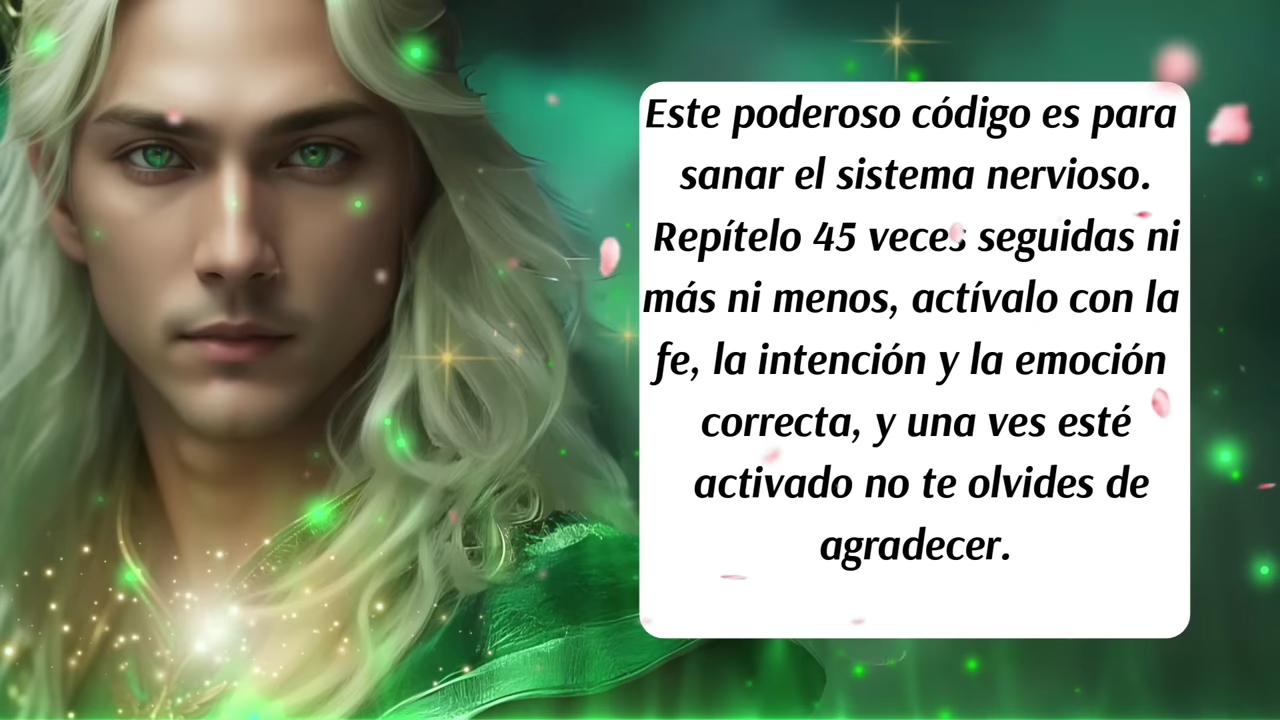 Este poderoso código es para
sanar el sistema nervioso.
Repítelo 45 veces seguidas ni
más ni menos, actívalo con la
fe, la intención y la emoción
correcta, y una ves esté
activado no te olvides de
agradecer.